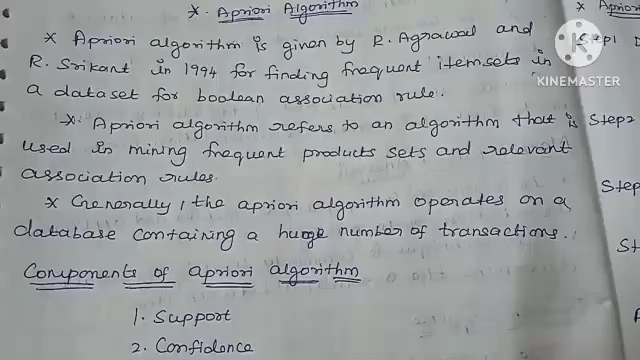 * Apriori Algorithm
* Apriori algorithm is given by R. Agrawal and
R. Srikant in 1994 for finding frequent itemsets in
a dataset for boolean association rule.
* Apriori algorithm refers to an algorithm that is
used in mining frequent products sets and relevant
association rules.
* Generally, the apriori algorithm operates on a
database containing a huge number of transactions.
Components of apriori algorithm
1. Support
2. Confidence
* Apriori
Step1
Step2
Step
St
KINEMASTER